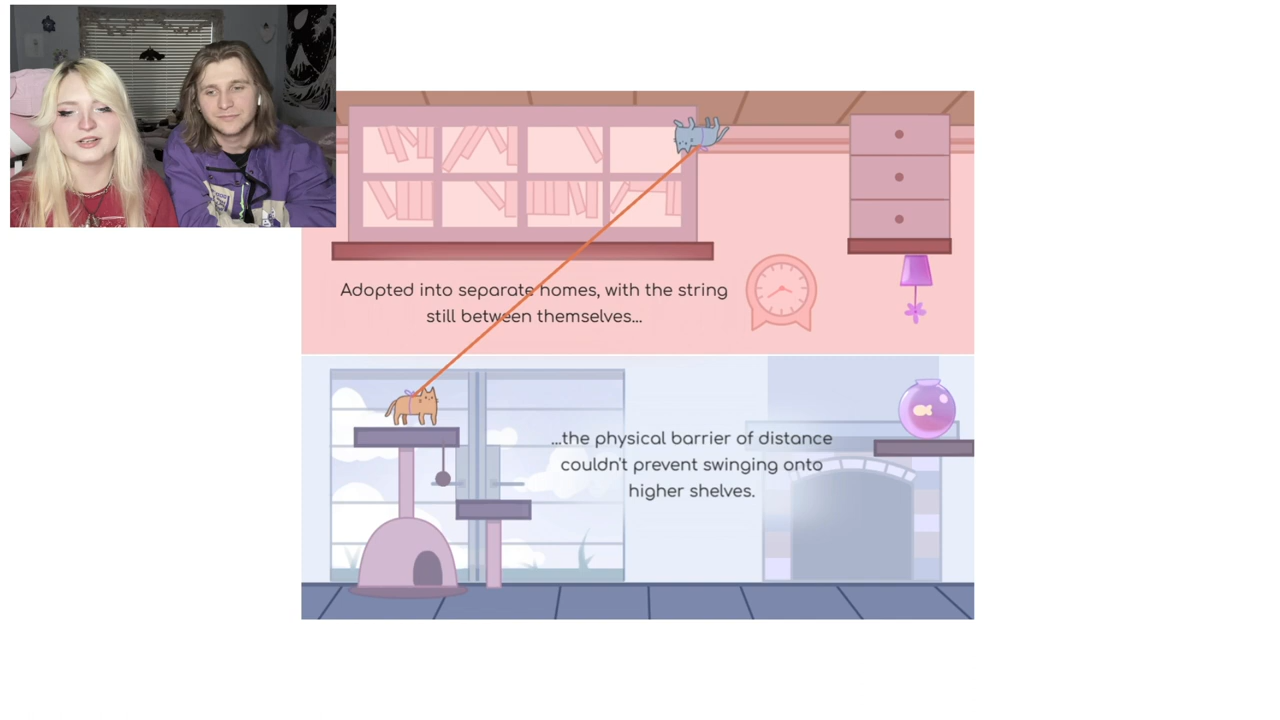 Adopted into separate homes, with the string
still between themselves...
...the physical barrier of distance
couldn't prevent swinging onto
higher shelves.